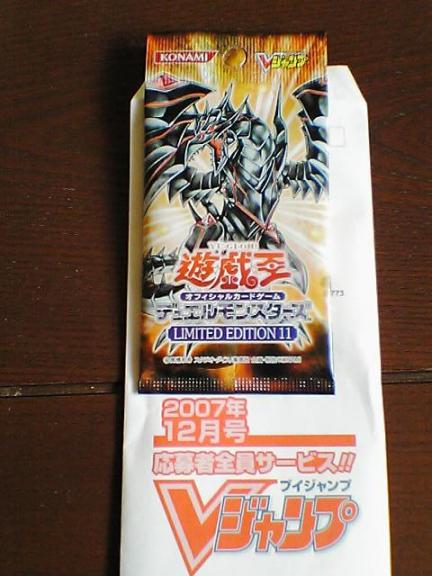 KONAMI
Vジャンプ
YU-GI-OH!
遊戯王
オフィシャルカードゲーム
デュエルモンスターズ
LIMITED EDITION 11
2007年
12月号
応募者全員サービス!!
ブイジャンプ
Vジャンプ